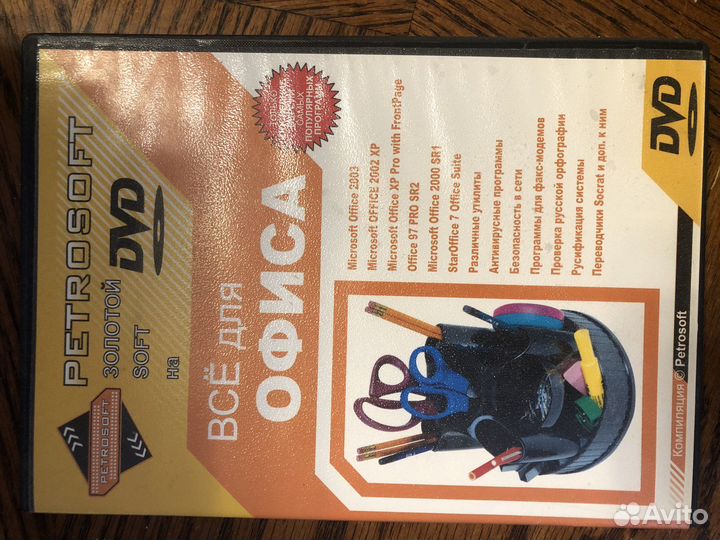 PETROSOFT
ЗОЛОТОЙ
SOFT
на
DVD
PETROSOFT
ВСЁ для
ОФИСА
САМЫХ
ПОПУЛЯРНЫХ
ПРОГРАММ
Microsoft Office 2003
Microsoft OFFICE 2002 XP
Microsoft Office XP Pro with FrontPage
Office 97 PRO SR2
Microsoft Office 2000 SR1
StarOffice 7 Office Suite
Различные утилиты
Антивирусные программы
Безопасность в сети
Программы для факс-модемов
Проверка русской орфографии
Русификация системы
Переводчики Socrat и доп. к ним
DVD
Компиляция © Petrosoft
Avito